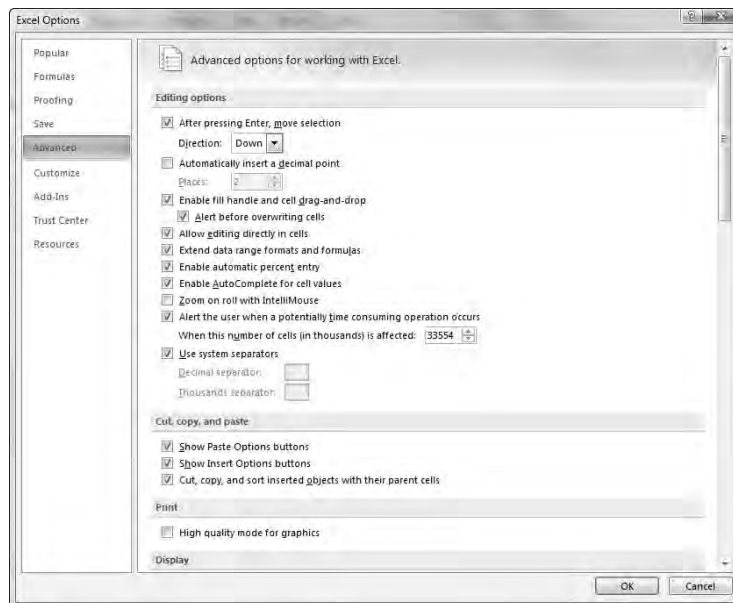 Excel Options
Popular
Formulas
Proofing
Save
Advanced
Customize
Add-Ins
Trust Center
Resources
Advanced options for working with Excel.
Editing options
After pressing Enter, move selection
Direction: Down
Automatically insert a decimal point
Places: 2
Enable fill handle and cell drag-and-drop
Alert before overwriting cells
Allow editing directly in cells
Extend data range formats and formulas
Enable automatic percent entry
Enable AutoComplete for cell values
Zoom on roll with IntelliMouse
Alert the user when a potentially time consuming operation occurs
When this number of cells (in thousands) is affected: 33554
Use system separators
Decimal separator:
Thousands separator:
Cut, copy, and paste
Show Paste Options buttons
Show Insert Options buttons
Cut, copy, and sort inserted objects with their parent cells
Print
High quality mode for graphics
Display
OK Cancel